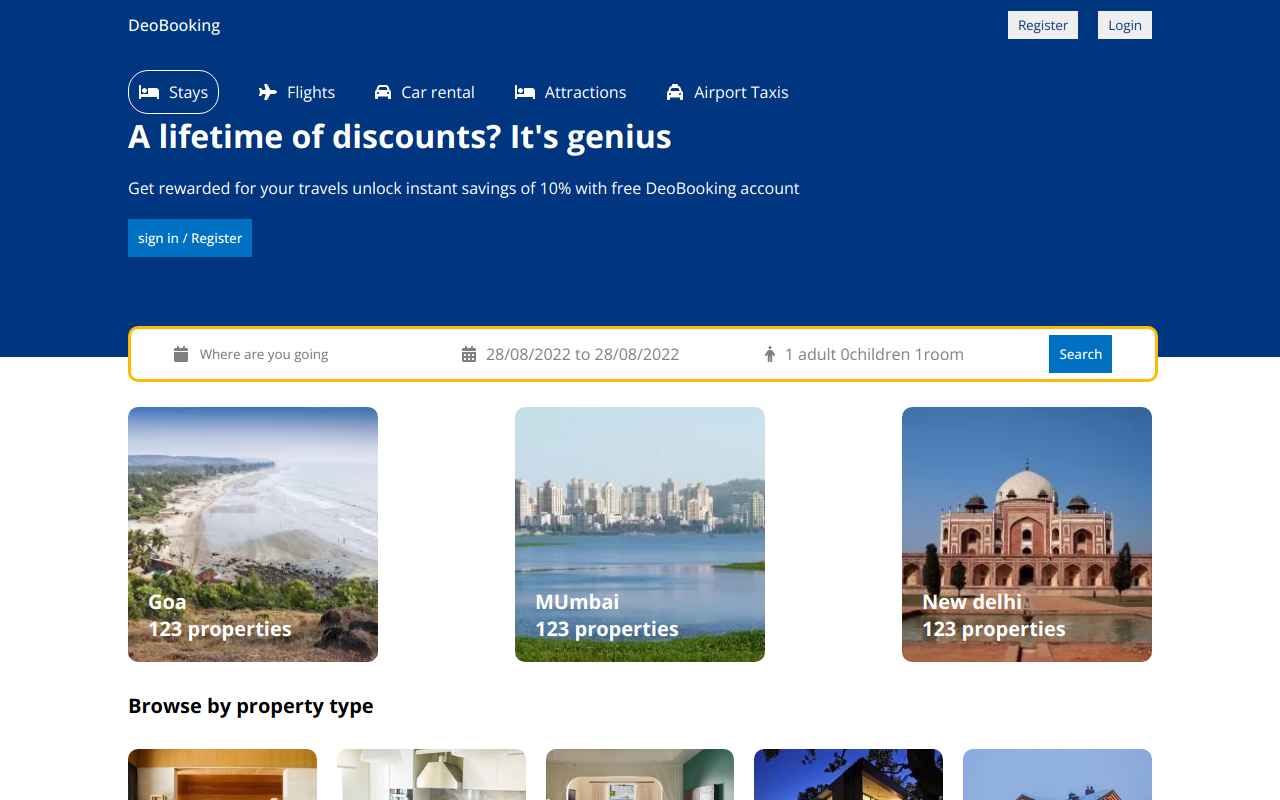 DeoBooking
Register
Login
Stays
Flights
Car rental
Attractions
Airport Taxis
A lifetime of discounts? It's genius
Get rewarded for your travels unlock instant savings of 10% with free DeoBooking account
sign in / Register
Where are you going
28/08/2022 to 28/08/2022
1 adult 0children 1room
Search
Goa
123 properties
MUmbai
123 properties
New delhi
123 properties
Browse by property type